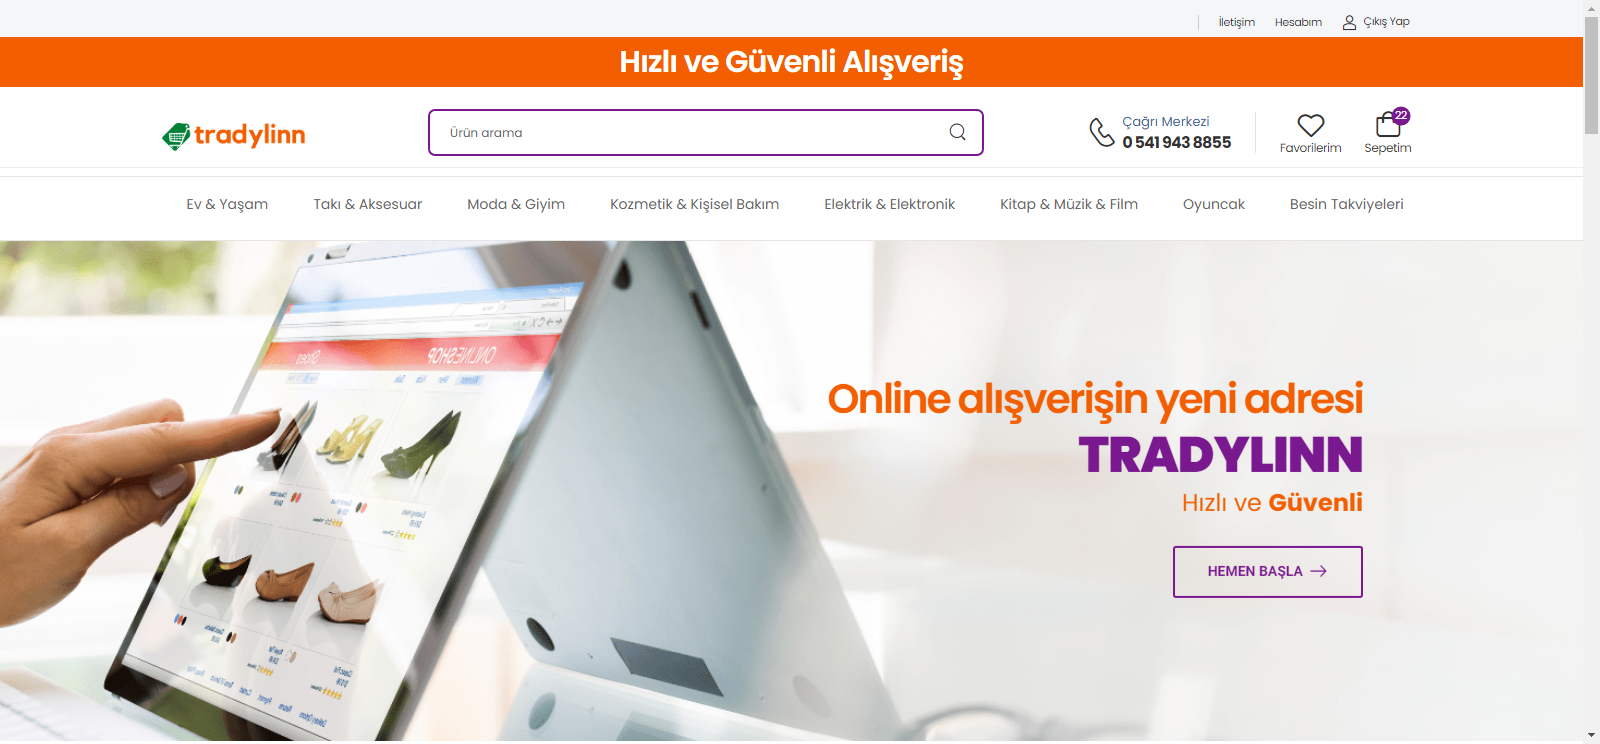 İletişim Hesabım Çıkış Yap
Hızlı ve Güvenli Alışveriş
tradylinn
Ürün arama
Çağrı Merkezi
0 541 943 8855
Favorilerim
22
Sepetim
Ev & Yaşam Takı & Aksesuar Moda & Giyim Kozmetik & Kişisel Bakım Elektrik & Elektronik Kitap & Müzik & Film Oyuncak Besin Takviyeleri
ONLINESHOP Shoes
Online alışverişin yeni adresi
TRADYLINN
Hızlı ve Güvenli
HEMEN BAŞLA